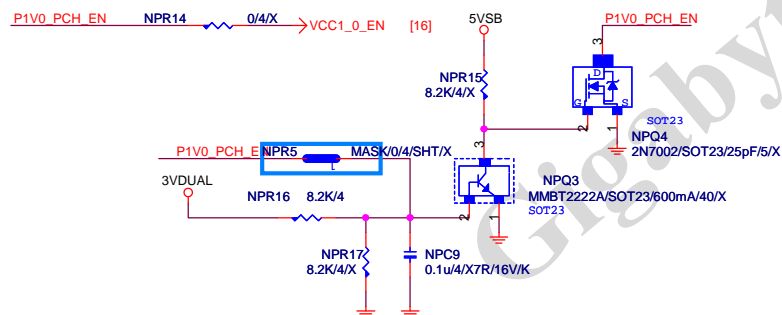 P1V0_PCH_EN
NPR14
0/4/X
VCC1_0_EN
[16]
5VSB
P1V0_PCH_EN
3
NPR15
8.2K/4/X
D
G
S
2
1
SOT23
NPQ4
2N7002/SOT23/25pF/5/X
3
P1V0_PCH_E
NPR5
MASK/0/4/SHT/X
L
3VDUAL
NPR16
8.2K/4
NPQ3
MMBT2222A/SOT23/600mA/40/X
SOT23
2
1
NPR17
8.2K/4/X
NPC9
0.1u/4/X7R/16V/K
Gigaby